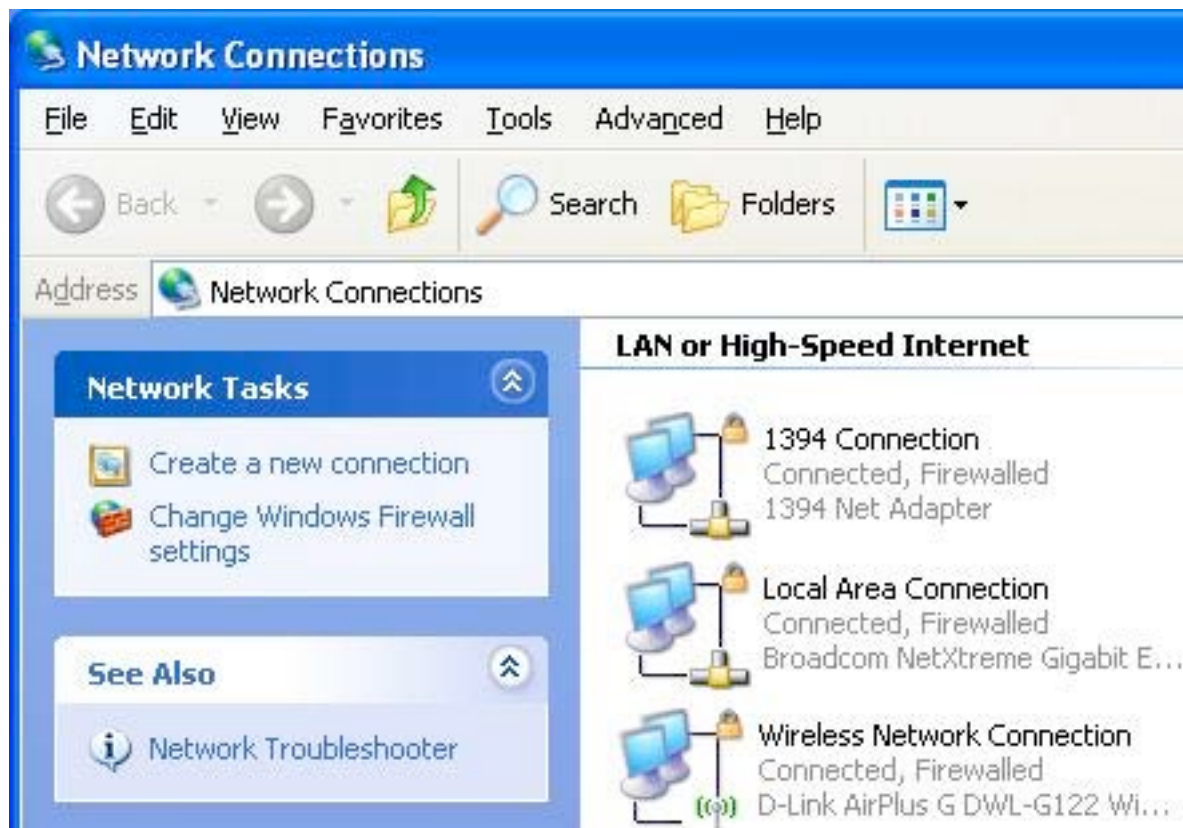 Network Connections
File Edit View Favorites Tools Advanced Help
Back Search Folders
Address Network Connections
Network Tasks
Create a new connection
Change Windows Firewall
settings
See Also
Network Troubleshooter
LAN or High-Speed Internet
1394 Connection
Connected, Firewalled
1394 Net Adapter
Local Area Connection
Connected, Firewalled
Broadcom NetXtreme Gigabit E...
Wireless Network Connection
Connected, Firewalled
D-Link AirPlus G DWL-G122 Wi...